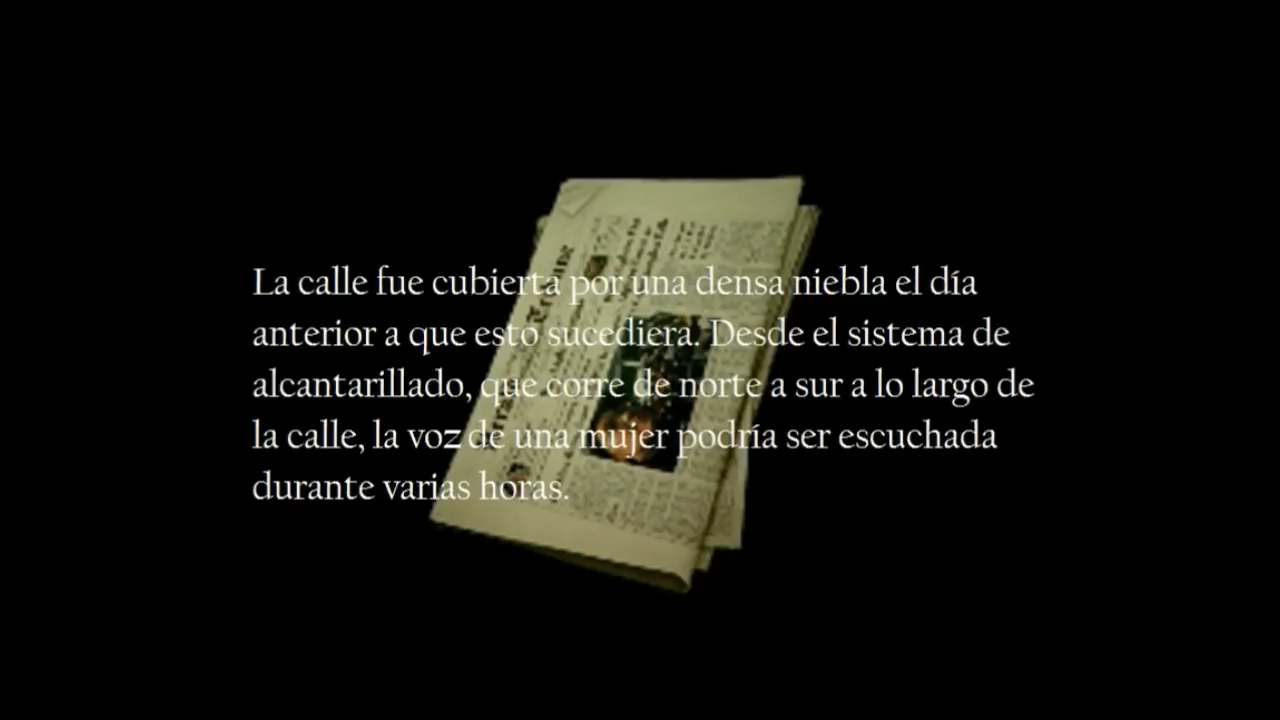 La calle fue cubierta por una densa niebla el día
anterior a que esto sucediera. Desde el sistema de
alcantarillado, que corre de norte a sur a lo largo de
la calle, la voz de una mujer podría ser escuchada
durante varias horas.